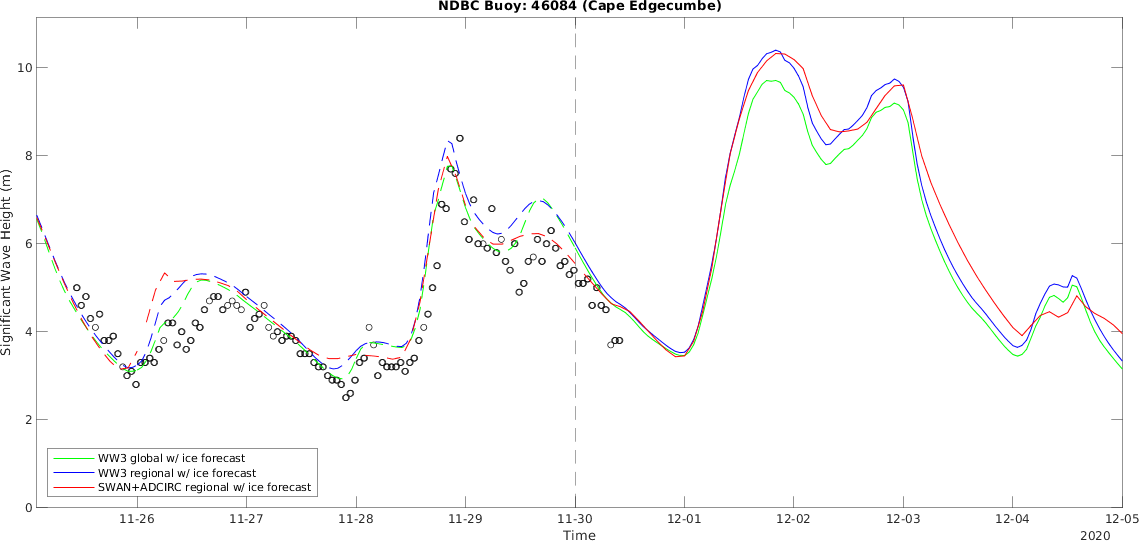 NDBC Buoy: 46084 (Cape Edgecumbe)
Significant Wave Height (m)
10
8
6
4
2
0
WW3 global w/ ice forecast
WW3 regional w/ ice forecast
SWAN+ADCIRC regional w/ ice forecast
11-26 11-27 11-28 11-29 11-30 12-01 12-02 12-03 12-04 12-05
Time
2020